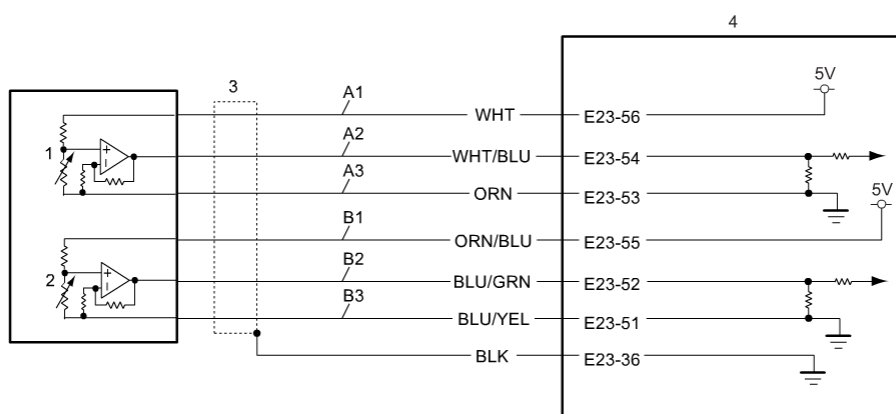 4
3
5V
A1 WHT E23-56
1 A2 WHT/BLU E23-54
A3 ORN E23-53
5V
B1 ORN/BLU E23-55
2 B2 BLU/GRN E23-52
B3 BLU/YEL E23-51
BLK E23-36